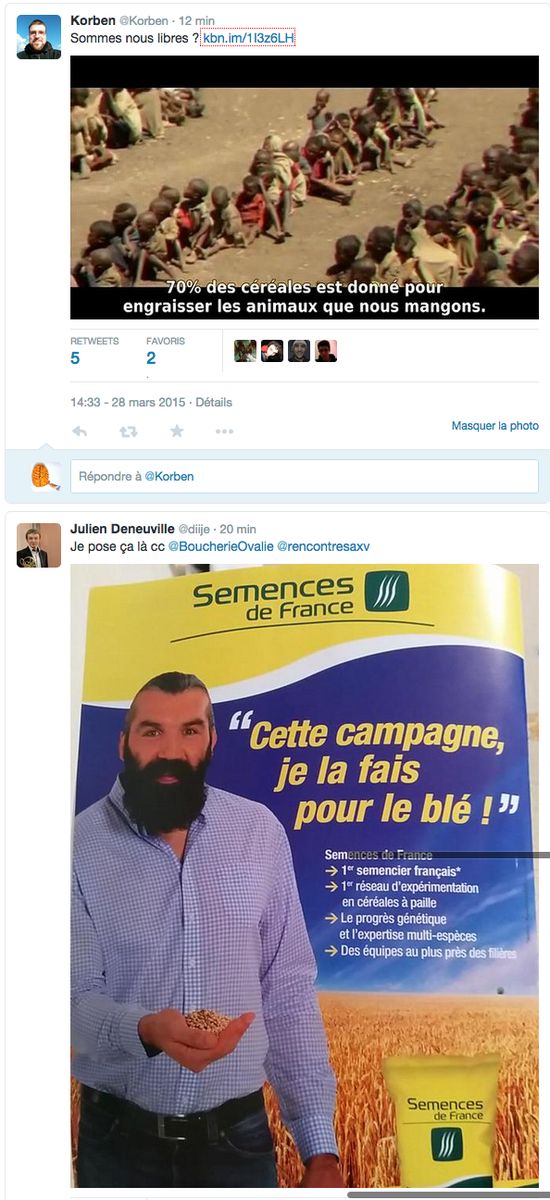 Korben @Korben · 12 min
Sommes nous libres ? kbn.im/1I3z6LH
70% des céréales est donné pour
engraisser les animaux que nous mangons.
RETWEETS FAVORIS
5 2
14:33 - 28 mars 2015 · Détails
Masquer la photo
Répondre à @Korben
Julien Deneuville @diije · 20 min
Je pose ça là cc @BoucherieOvalie @rencontresaxv
Semences
de France
“Cette campagne,
je la fais
pour le blé !”
Semences de France
→ 1er semencier français*
→ 1er réseau d'expérimentation
en céréales à paille
→ Le progrès génétique
et l'expertise multi-espèces
→ Des équipes au plus près des filières
Semences
de France